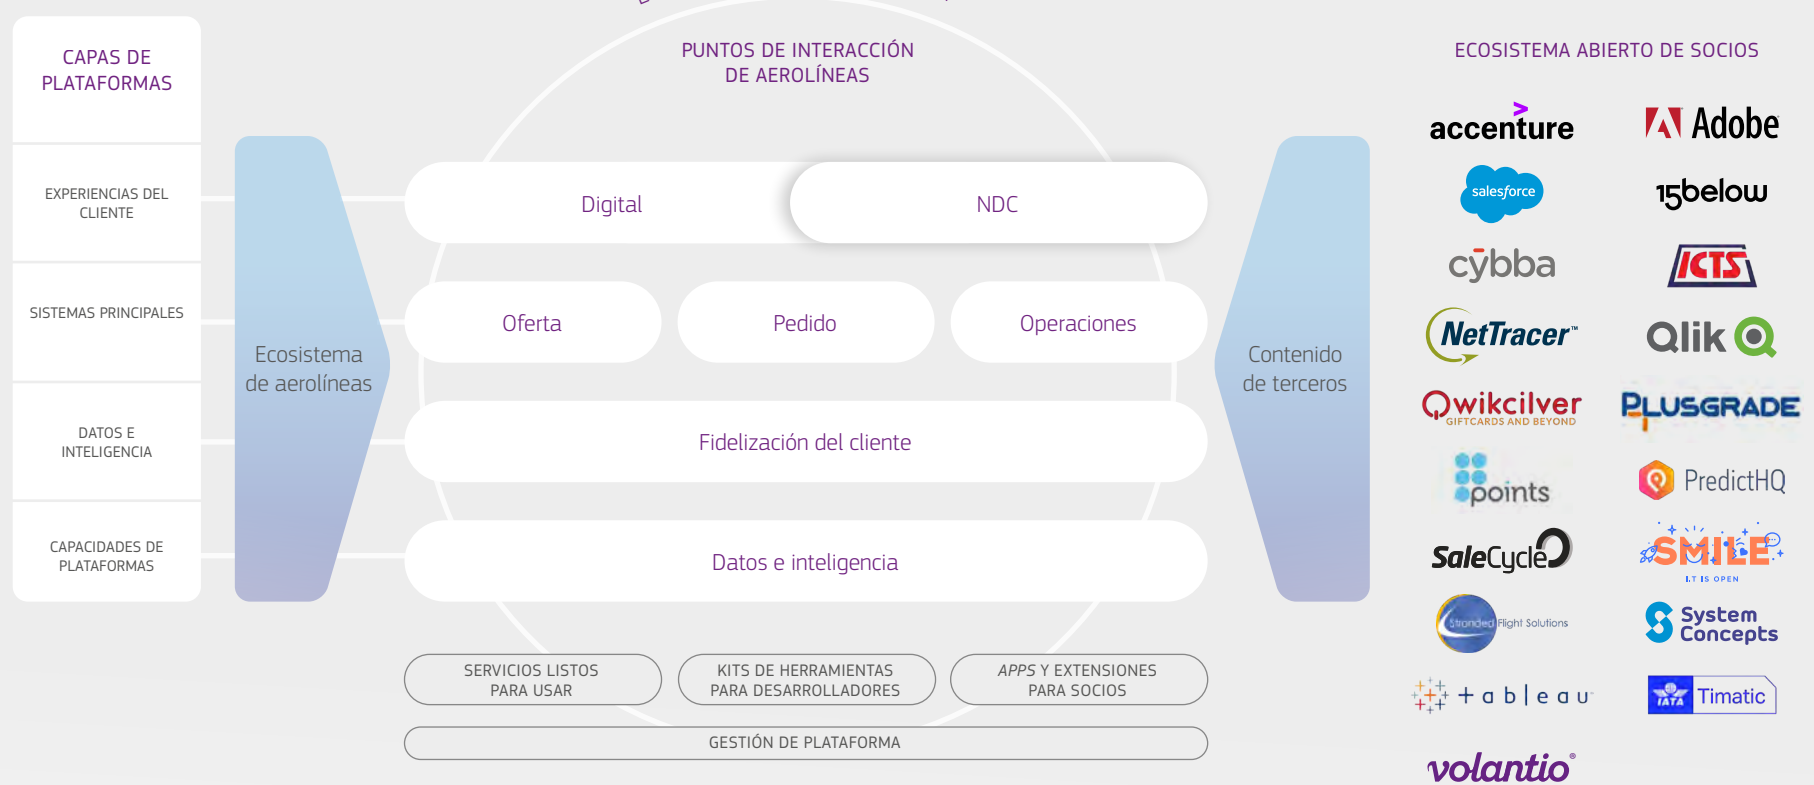 CAPAS DE
PLATAFORMAS
EXPERIENCIAS DEL
CLIENTE
SISTEMAS PRINCIPALES
DATOS E
INTELIGENCIA
CAPACIDADES DE
PLATAFORMAS
Ecosistema
de aerolíneas
PUNTOS DE INTERACCIÓN
DE AEROLÍNEAS
Digital
NDC
Oferta
Pedido
Operaciones
Fidelización del cliente
Datos e inteligencia
SERVICIOS LISTOS
PARA USAR
KITS DE HERRAMIENTAS
PARA DESARROLLADORES
APPS Y EXTENSIONES
PARA SOCIOS
GESTIÓN DE PLATAFORMA
Contenido
de terceros
ECOSISTEMA ABIERTO DE SOCIOS
accenture
Adobe
salesforce
15below
cȳbba
ICTS
NetTracer™
Qlik
Qwikcilver
GIFTCARDS AND BEYOND
PLUSGRADE
points
PredictHQ
SaleCycle
SMILE
I.T IS OPEN
Stranded Flight Solutions
System
Concepts
+ableau
IATA Timatic
volantio®